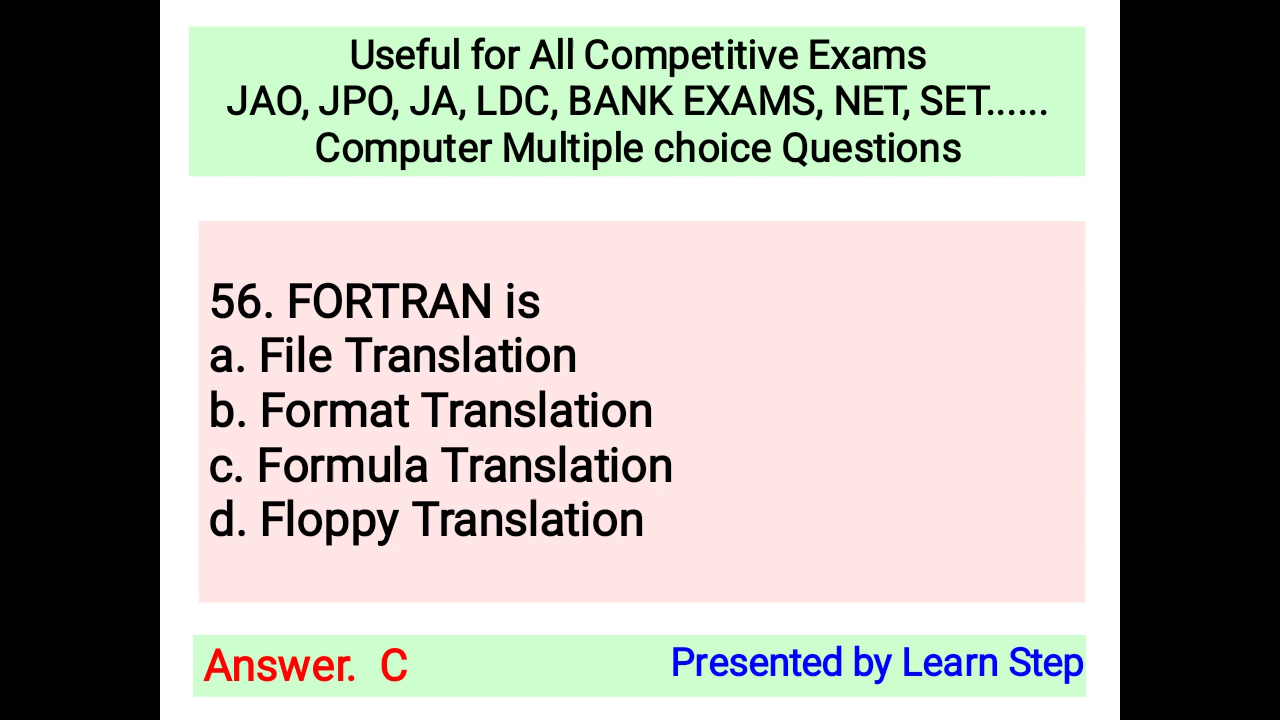 Useful for All Competitive Exams
JAO, JPO, JA, LDC, BANK EXAMS, NET, SET......
Computer Multiple choice Questions
56. FORTRAN is
a. File Translation
b. Format Translation
c. Formula Translation
d. Floppy Translation
Answer. C
Presented by Learn Step